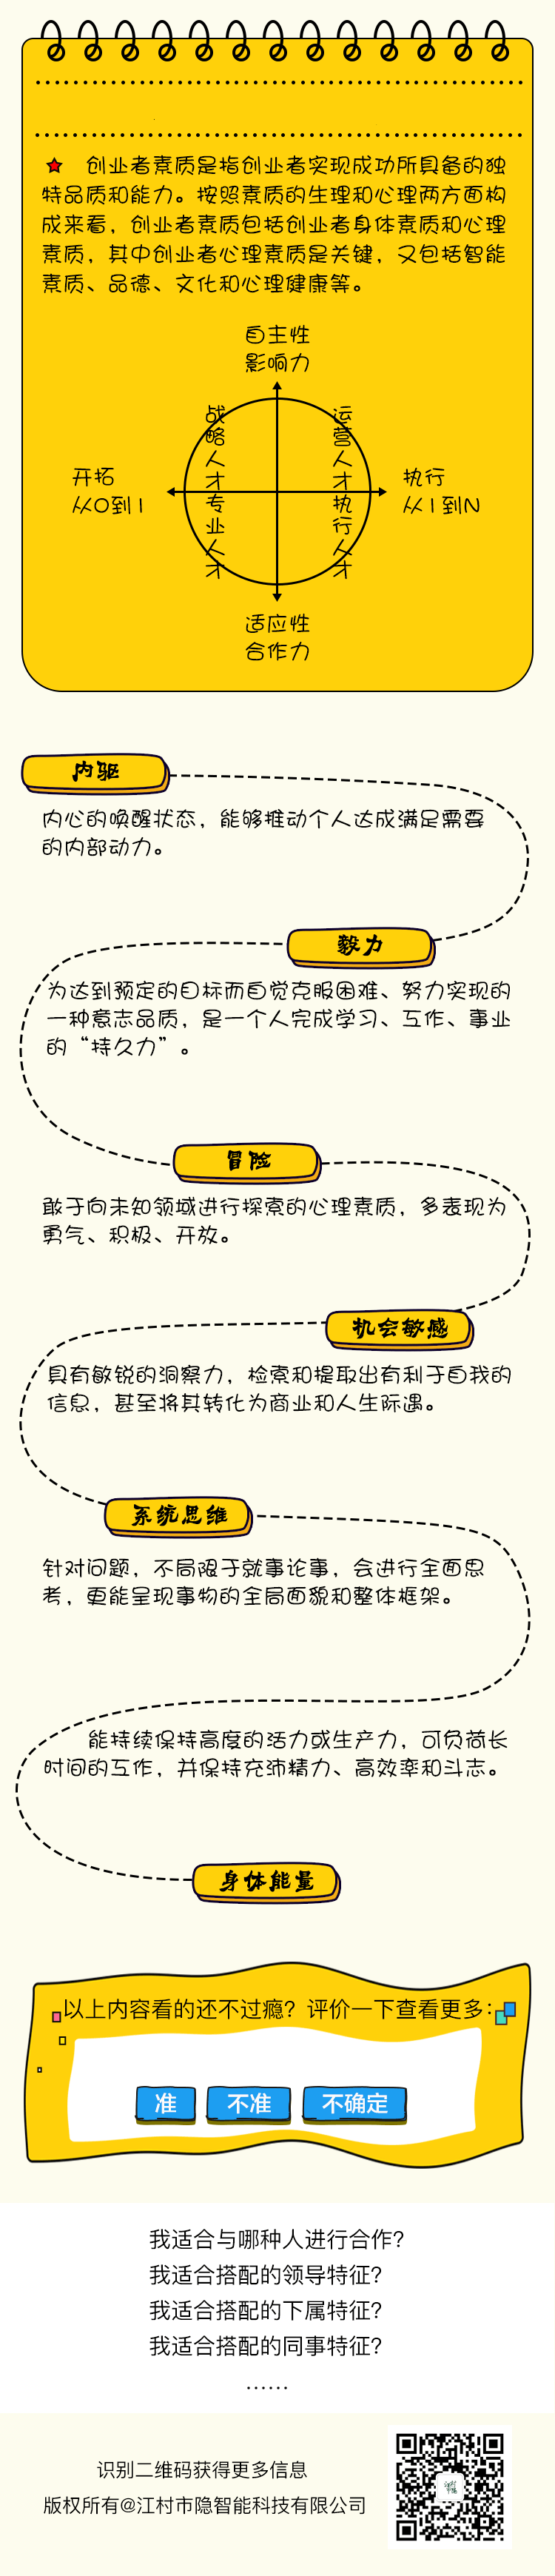 创业者素质是指创业者实现成功所具备的独
特品质和能力。按照素质的生理和心理两方面构
成来看，创业者素质包括创业者身体素质和心理
素质，其中创业者心理素质是关键，又包括智能
素质、品德、文化和心理健康等。
自主性
影响力
战略人才
运营人才
开拓
从0到1
执行
从1到N
专业人才
执行人才
适应性
合作力
内驱
内心的唤醒状态，能够推动个人达成满足需要
的内部动力。
毅力
为达到预定的目标而自觉克服困难、努力实现的
一种意志品质，是一个人完成学习、工作、事业
的“持久力”。
冒险
敢于向未知领域进行探索的心理素质，多表现为
勇气、积极、开放。
机会敏感
具有敏锐的洞察力，检索和提取出有利于自我的
信息，甚至将其转化为商业和人生际遇。
系统思维
针对问题，不局限于就事论事，会进行全面思
考，更能呈现事物的全局面貌和整体框架。
能持续保持高度的活力或生产力，可负荷长
时间的工作，并保持充沛精力、高效率和斗志。
身体能量
以上内容看的还不过瘾？评价一下查看更多：
准 不准 不确定
我适合与哪种人进行合作？
我适合搭配的领导特征？
我适合搭配的下属特征？
我适合搭配的同事特征？
……
识别二维码获得更多信息
版权所有@江村市隐智能科技有限公司